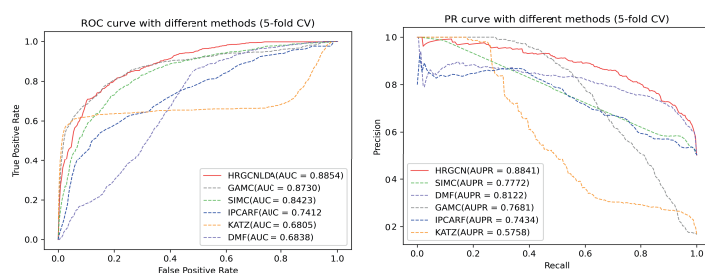 ROC curve with different methods (5-fold CV)
True Positive Rate
1.0
0.8
0.6
0.4
0.2
0.0
HRGCNLDA(AUC = 0.8854)
GAMC(AUC = 0.8730)
SIMC(AUC = 0.8423)
IPCARF(AUC = 0.7412)
KATZ(AUC = 0.6805)
DMF(AUC = 0.6838)
0.0 0.2 0.4 0.6 0.8 1.0
False Positive Rate
PR curve with different methods (5-fold CV)
Precision
1.0
0.8
0.6
0.4
0.2
HRGCN(AUPR = 0.8841)
SIMC(AUPR = 0.7772)
DMF(AUPR = 0.8122)
GAMC(AUPR = 0.7681)
IPCARF(AUPR = 0.7434)
KATZ(AUPR = 0.5758)
0.0 0.2 0.4 0.6 0.8 1.0
Recall